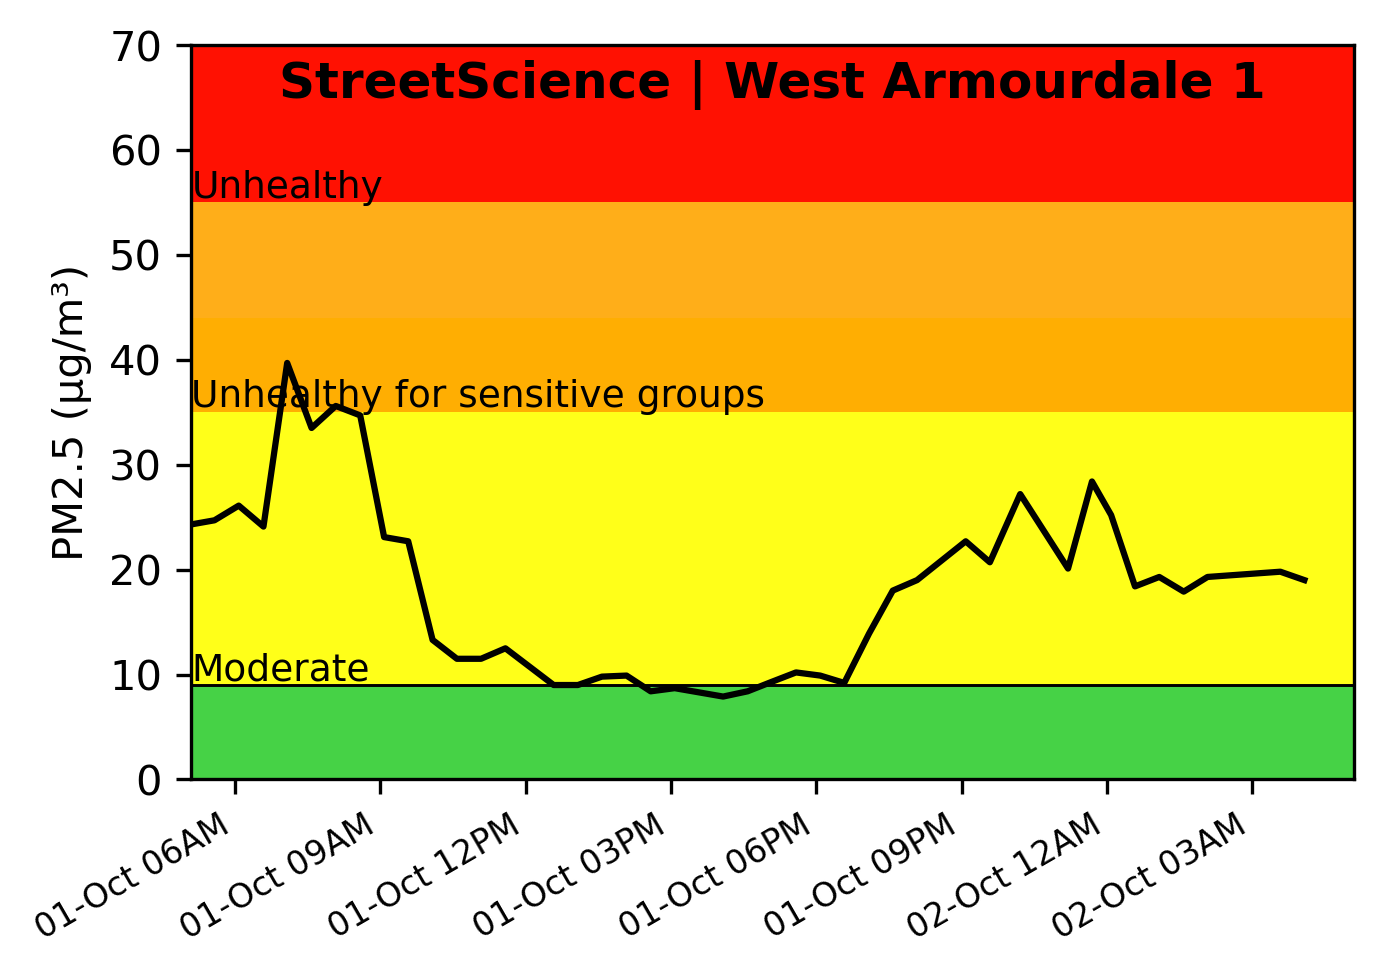 StreetScience | West Armourdale 1
PM2.5 (μg/m³)
70
60
Unhealthy
50
40
Unhealthy for sensitive groups
30
20
10
Moderate
0
01-Oct 06AM
01-Oct 09AM
01-Oct 12PM
01-Oct 03PM
01-Oct 06PM
01-Oct 09PM
02-Oct 12AM
02-Oct 03AM